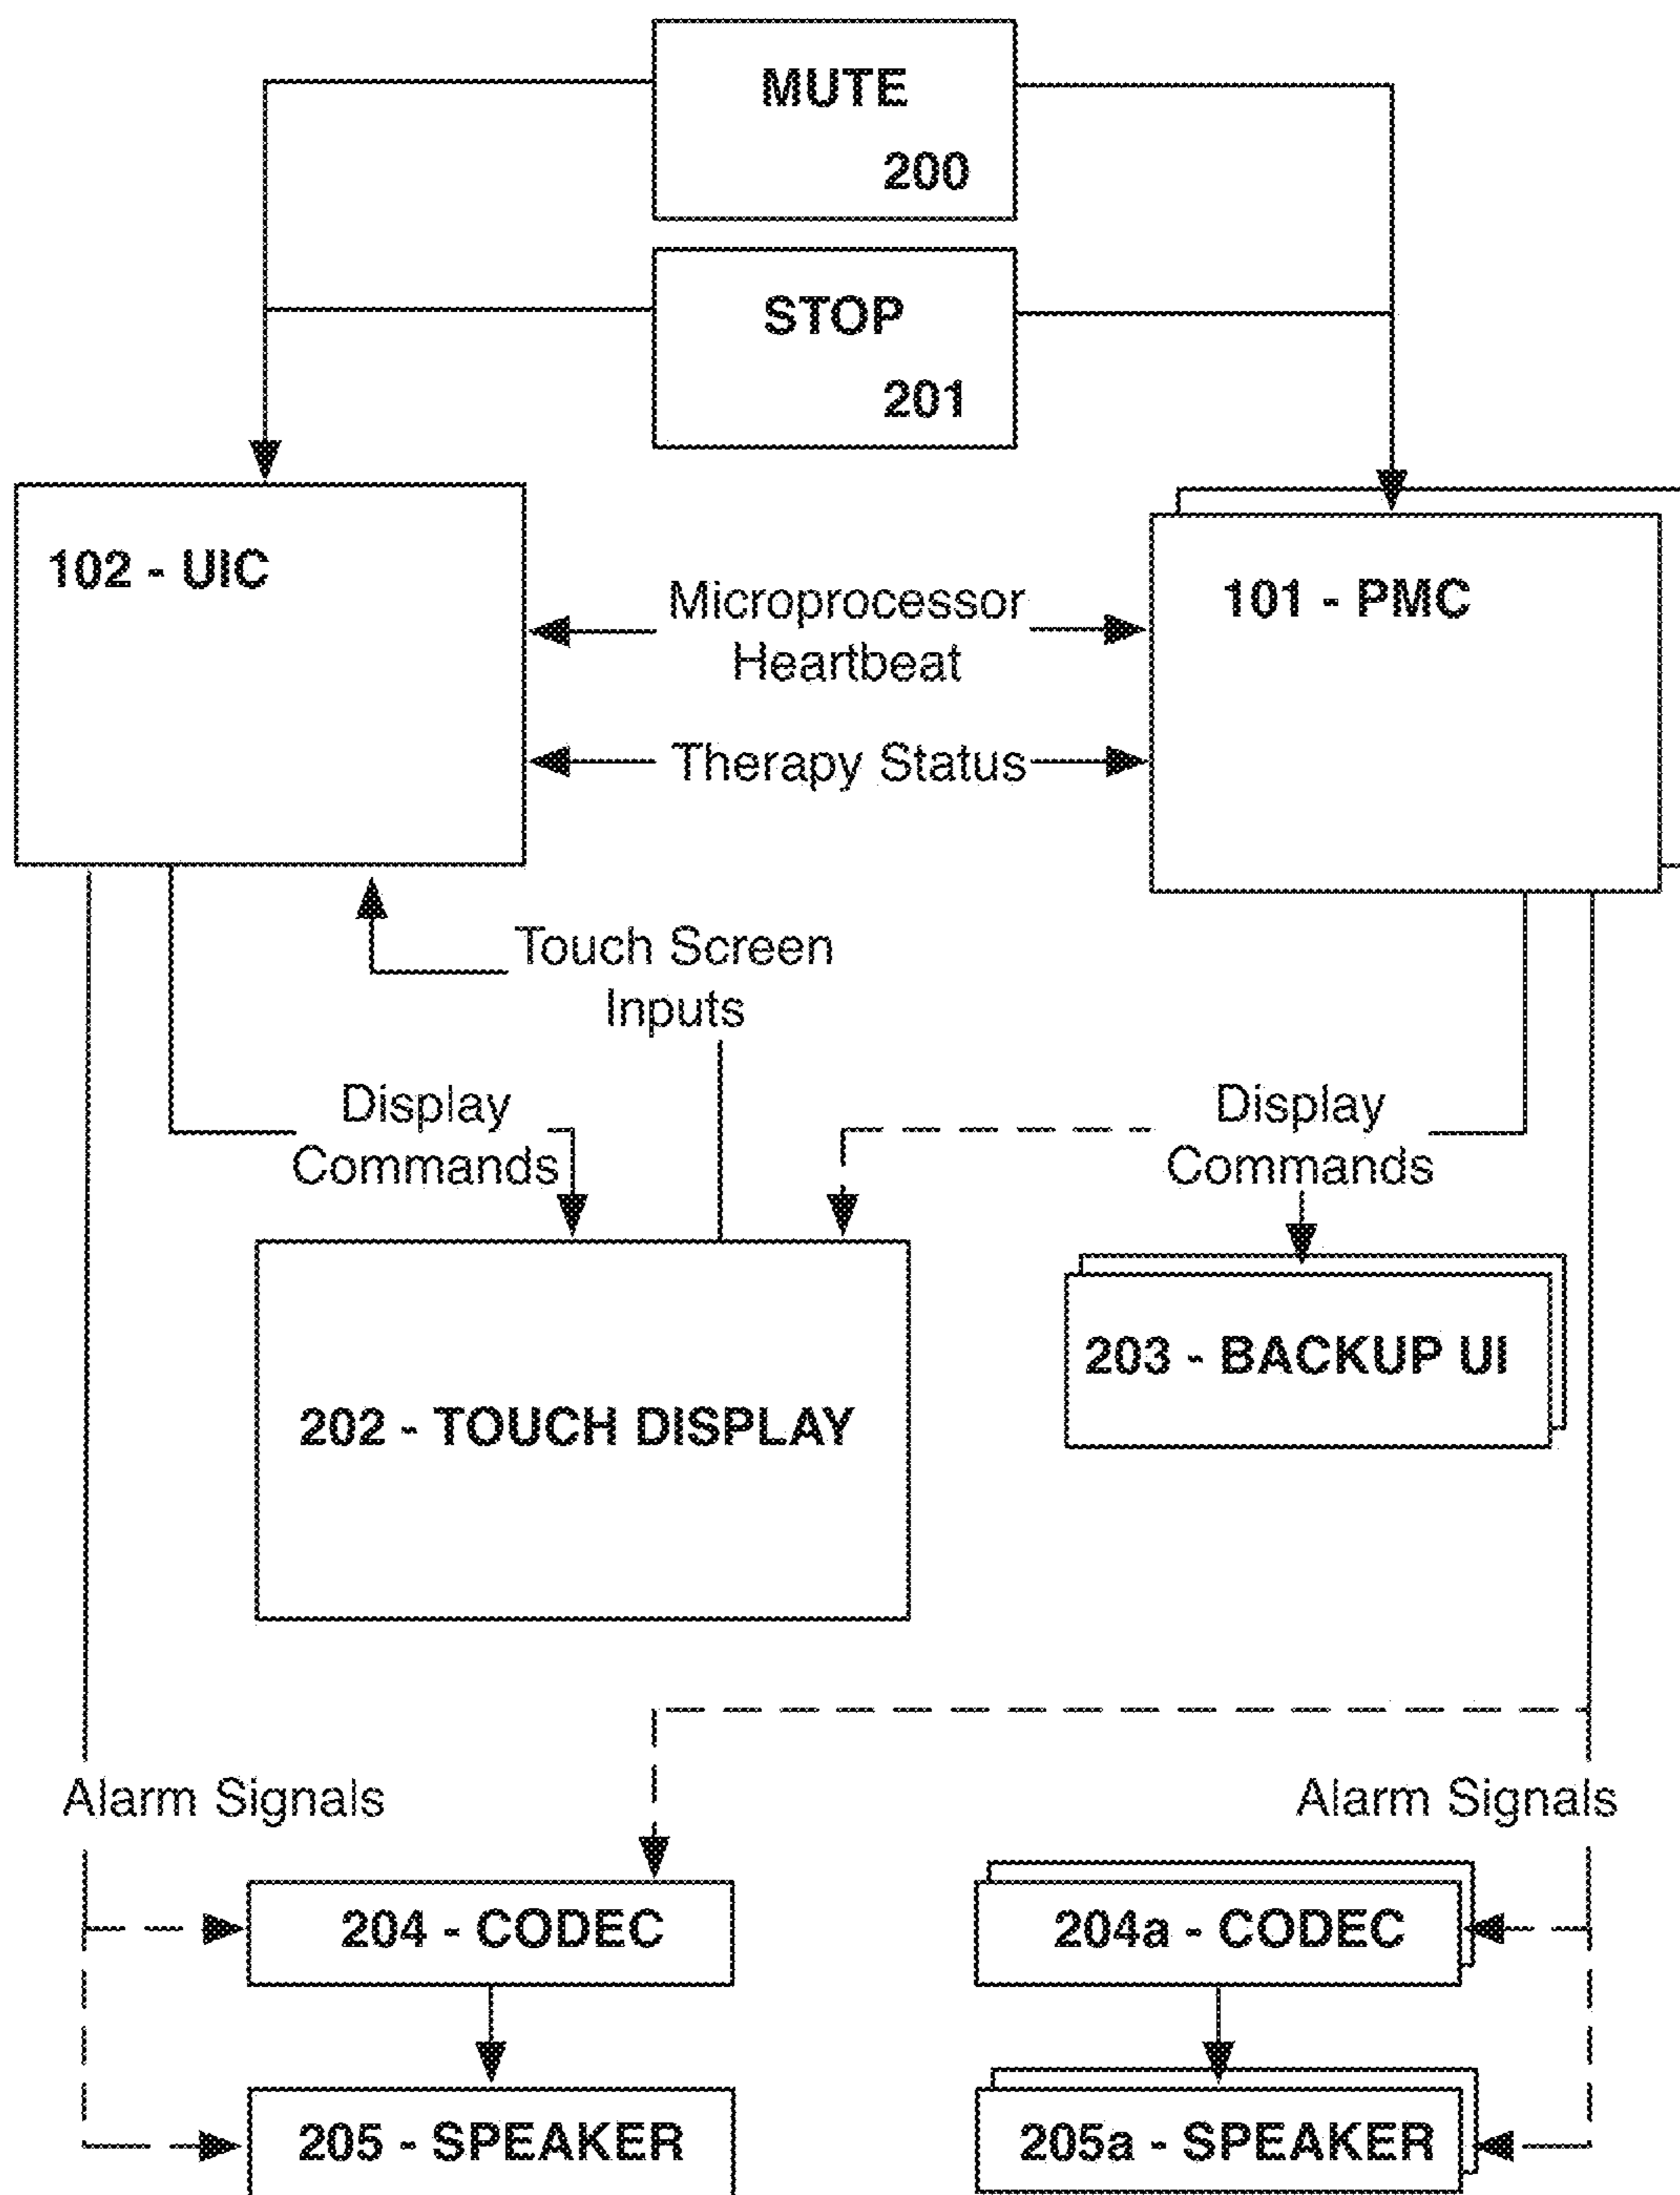 MUTE
200
STOP
201
102 - UIC
101 - PMC
Microprocessor
Heartbeat
Therapy Status
Touch Screen
Inputs
Display
Commands
Display
Commands
203 - BACKUP UI
202 - TOUCH DISPLAY
Alarm Signals
Alarm Signals
204 - CODEC
204a - CODEC
205 - SPEAKER
205a - SPEAKER